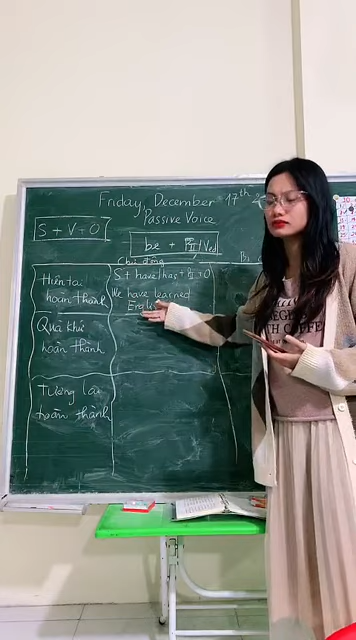 Friday, December 17th
Passive Voice
S + V + O
be + PII/Ved
Chủ động
Bị
Hiện tại
hoàn thành
S + have/has + PII + O
We have learned
Quá khứ
hoàn thành
Tương lai
hoàn thành